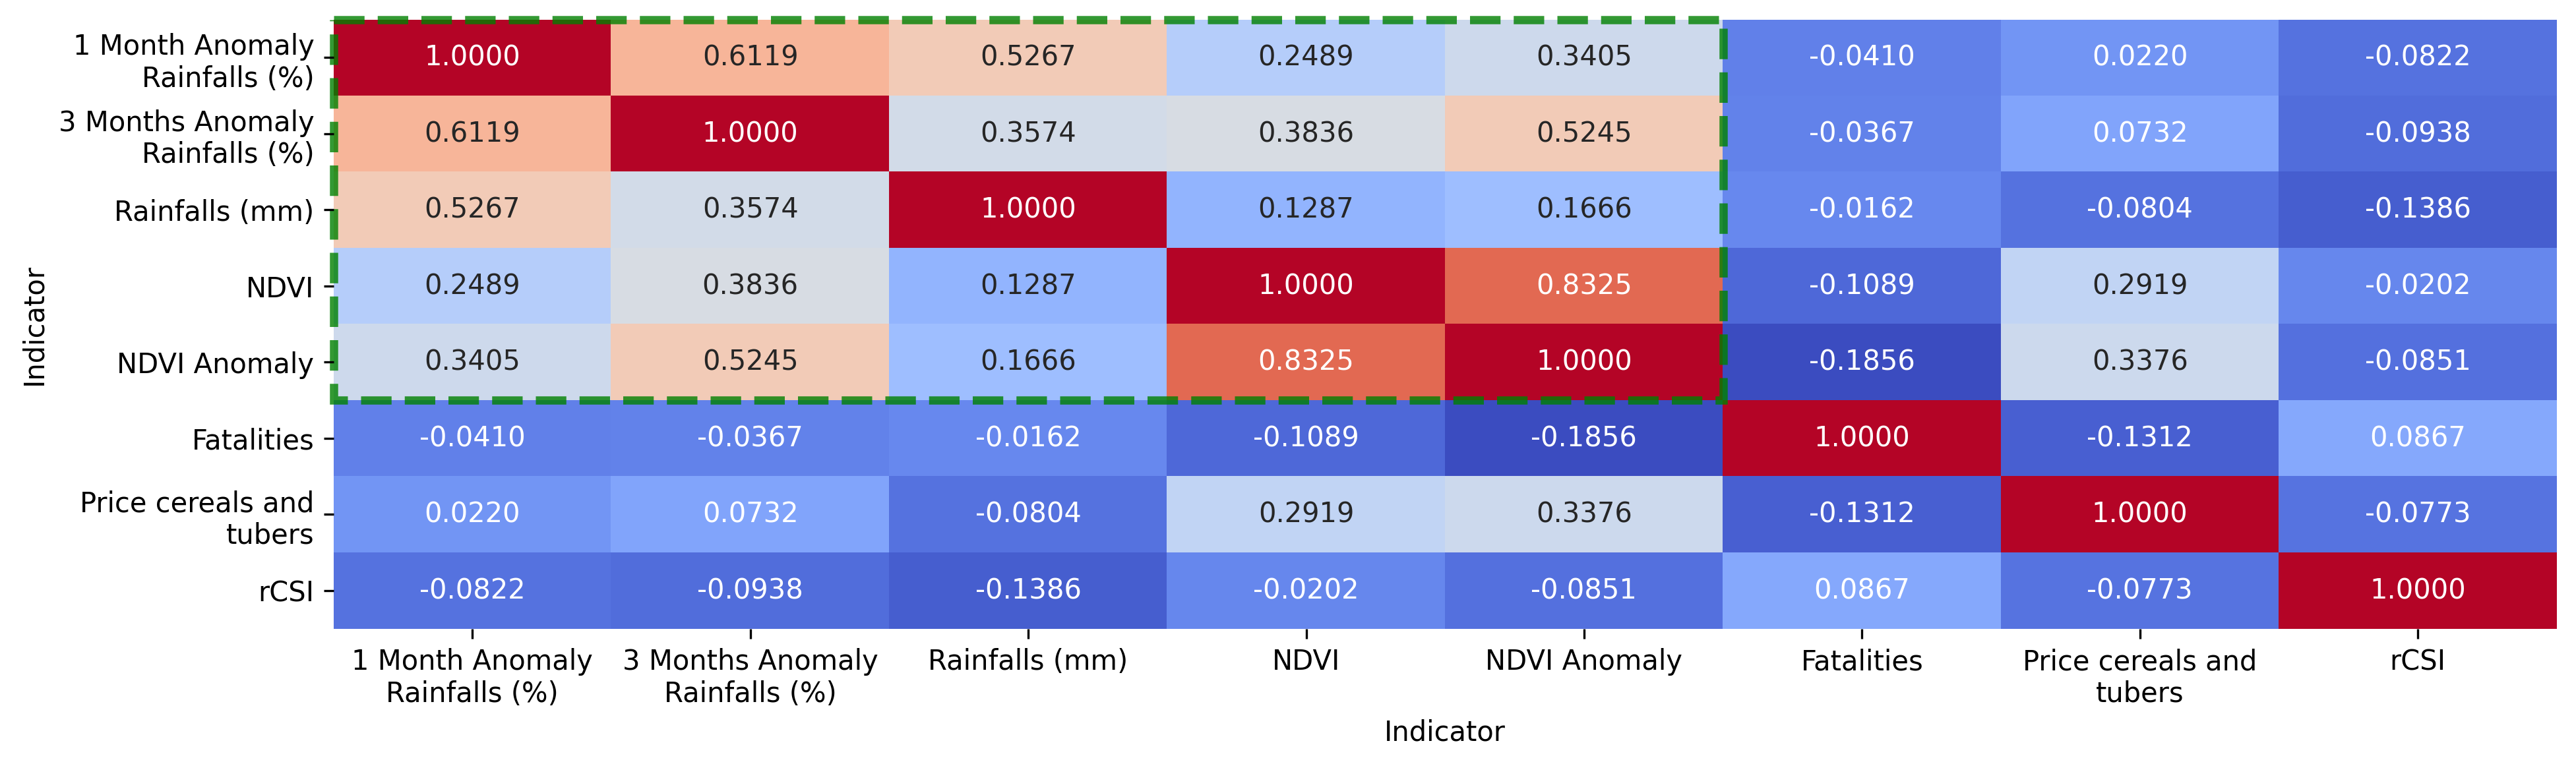 1 Month Anomaly
Rainfalls (%)
1.0000 0.6119 0.5267 0.2489 0.3405 -0.0410 0.0220 -0.0822
3 Months Anomaly
Rainfalls (%)
0.6119 1.0000 0.3574 0.3836 0.5245 -0.0367 0.0732 -0.0938
Rainfalls (mm) 0.5267 0.3574 1.0000 0.1287 0.1666 -0.0162 -0.0804 -0.1386
NDVI 0.2489 0.3836 0.1287 1.0000 0.8325 -0.1089 0.2919 -0.0202
NDVI Anomaly 0.3405 0.5245 0.1666 0.8325 1.0000 -0.1856 0.3376 -0.0851
Fatalities -0.0410 -0.0367 -0.0162 -0.1089 -0.1856 1.0000 -0.1312 0.0867
Price cereals and
tubers
0.0220 0.0732 -0.0804 0.2919 0.3376 -0.1312 1.0000 -0.0773
rCSI -0.0822 -0.0938 -0.1386 -0.0202 -0.0851 0.0867 -0.0773 1.0000
Indicator
1 Month Anomaly 3 Months Anomaly Rainfalls (mm) NDVI NDVI Anomaly Fatalities Price cereals and rCSI
Rainfalls (%) Rainfalls (%) tubers
Indicator